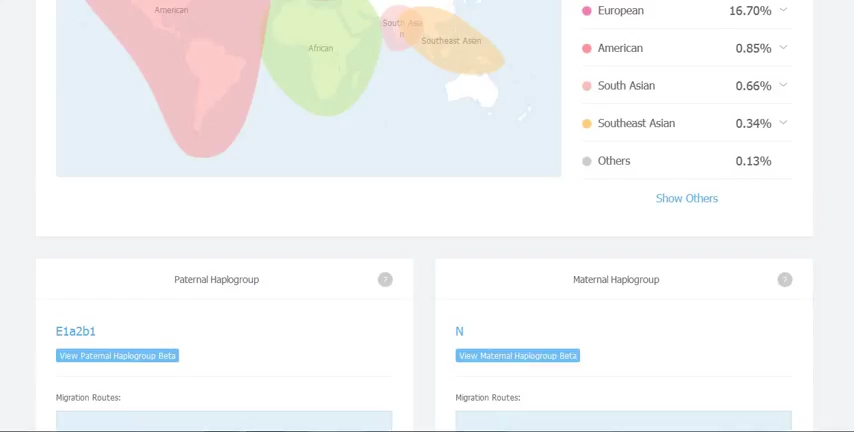 American
African
South Asia
n
Southeast Asian
European 16.70%
American 0.85%
South Asian 0.66%
Southeast Asian 0.34%
Others 0.13%
Show Others
Paternal Haplogroup ?
E1a2b1
View Paternal Haplogroup Beta
Migration Routes:
Maternal Haplogroup ?
N
View Maternal Haplogroup Beta
Migration Routes: